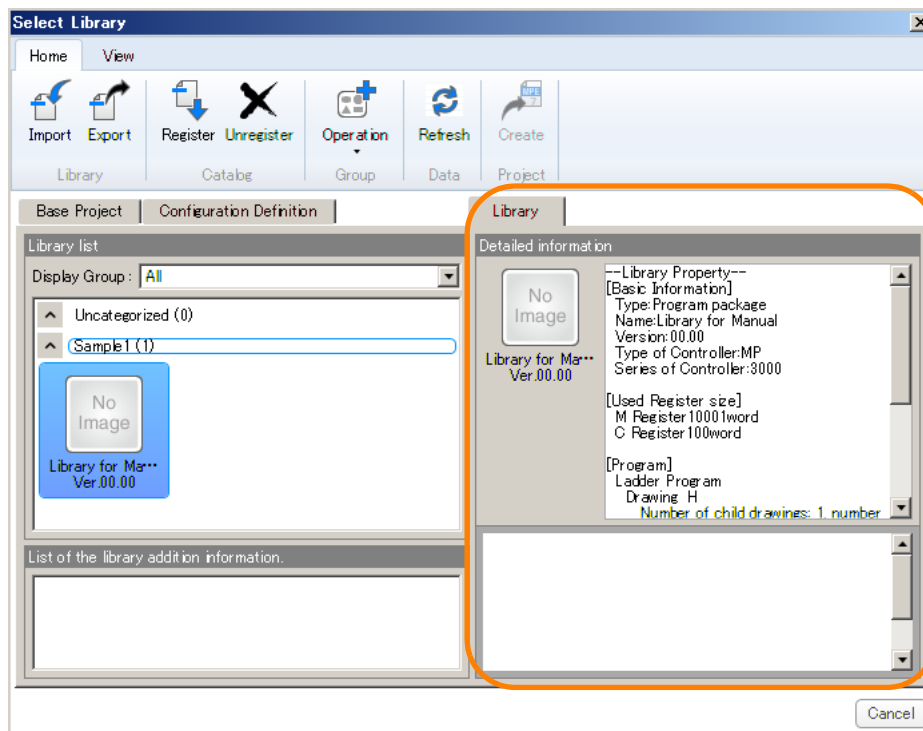 Select Library
Home View
Import Export Register Unregister Operation Refresh Create
Library Catalog Group Data Project
Base Project Configuration Definition
Library list
Display Group : All
Uncategorized (0)
Sample1 (1)
No
Image
Library for Ma···
Ver.00.00
List of the library addition information.
Library
Detailed information
No
Image
Library for Ma···
Ver.00.00
--Library Property--
[Basic Information]
Type:Program package
Name:Library for Manual
Version:00.00
Type of Controller:MP
Series of Controller:3000
[Used Register size]
M Register10001word
C Register100word
[Program]
Ladder Program
Drawing H
Number of child drawings: 1, number
Cancel